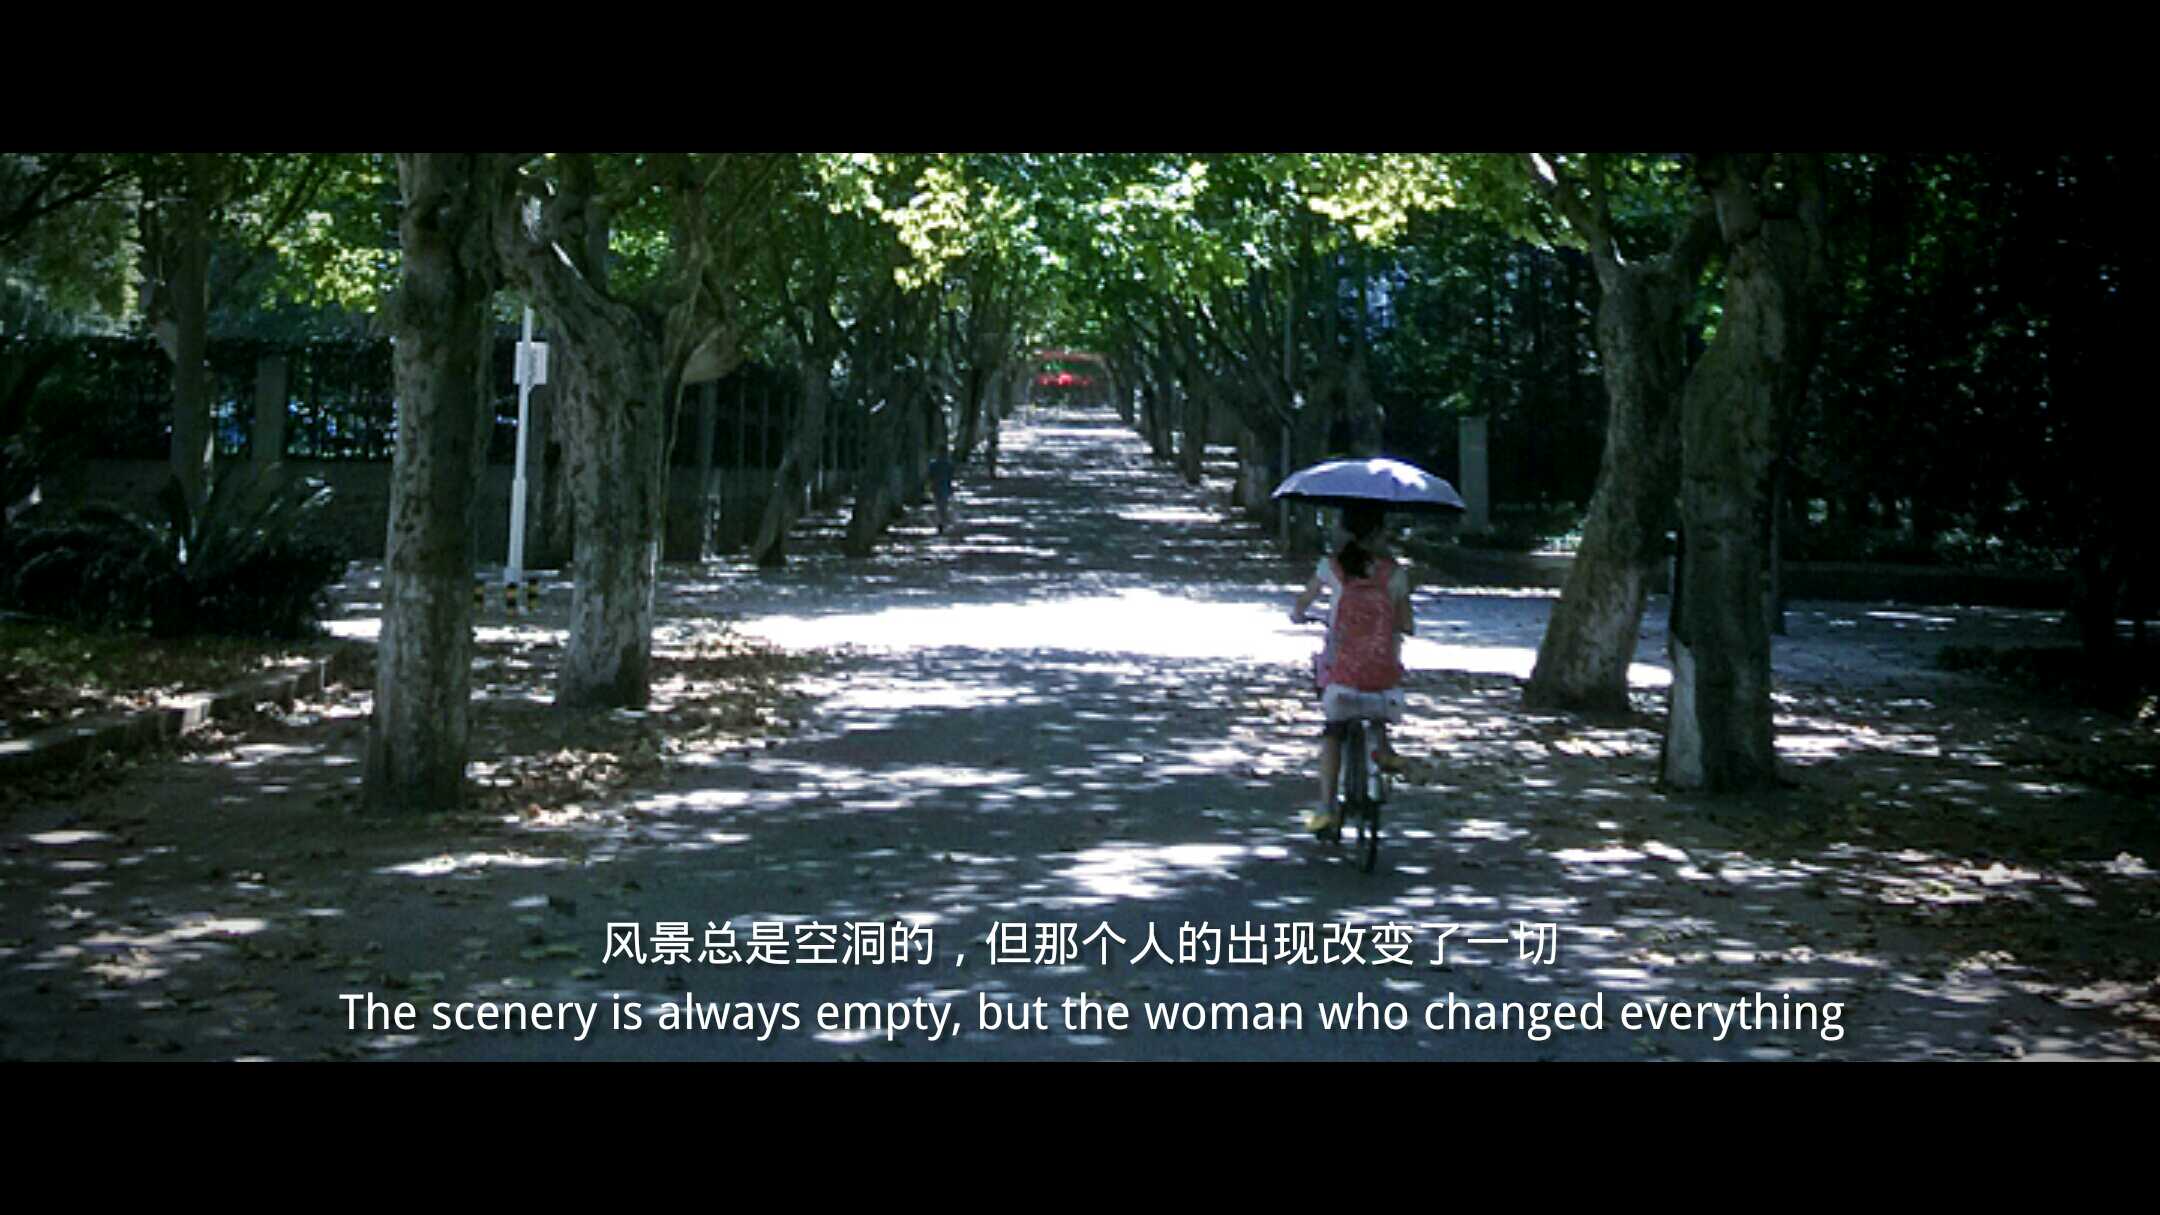 风景总是空洞的，但那个人的出现改变了一切
The scenery is always empty, but the woman who changed everything